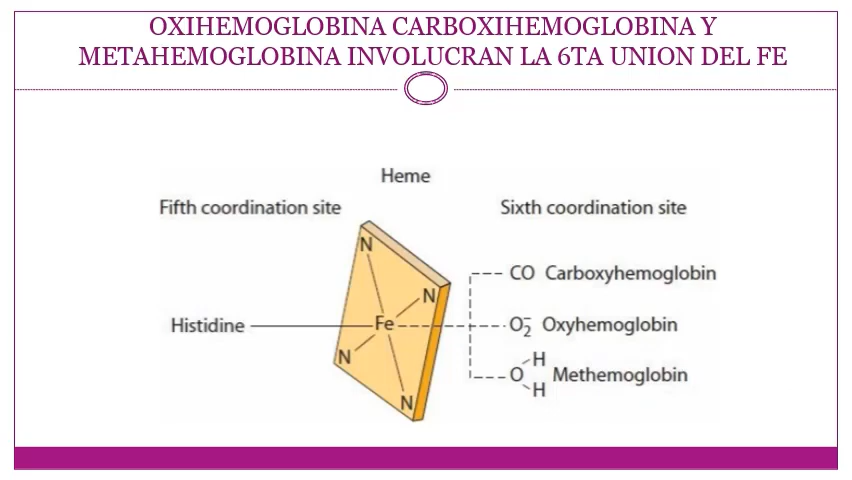 OXIHEMOGLOBINA CARBOXIHEMOGLOBINA Y
METAHEMOGLOBINA INVOLUCRAN LA 6TA UNION DEL FE
Heme
Fifth coordination site
Sixth coordination site
N
N
CO Carboxyhemoglobin
Histidine
Fe
O₂⁻ Oxyhemoglobin
N
H
O
Methemoglobin
H
N